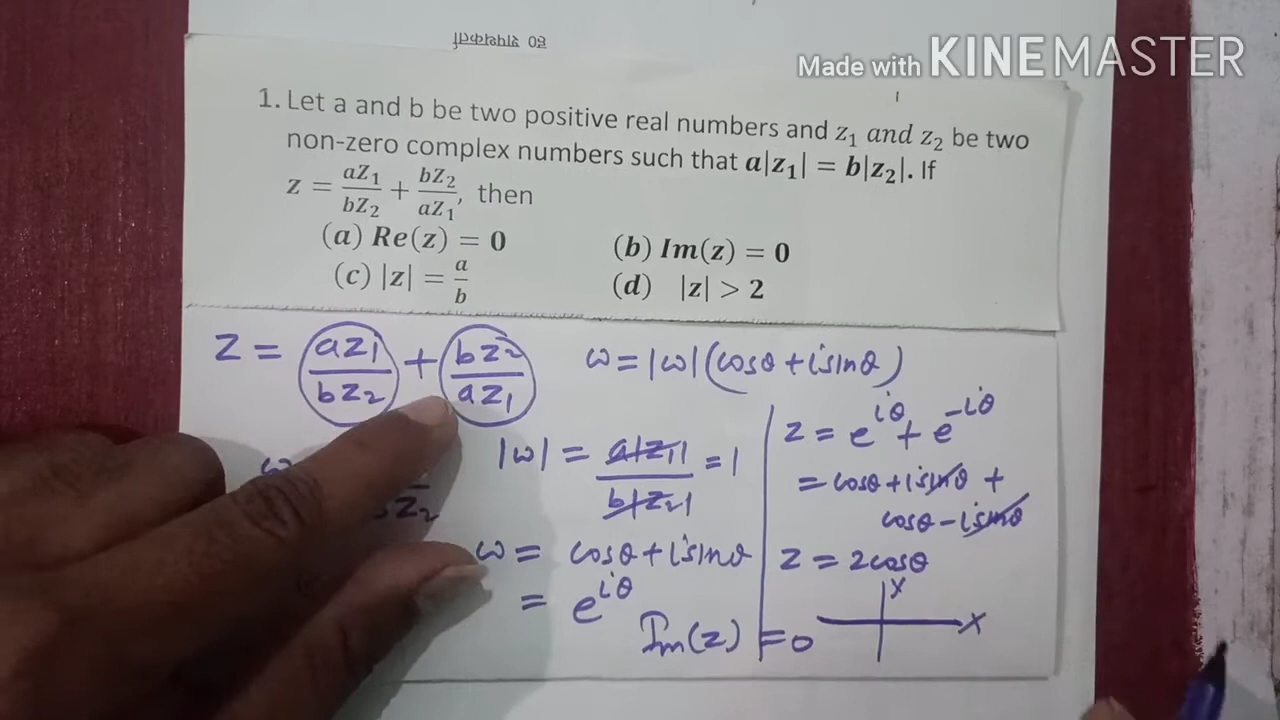 Made with KINEMASTER
1. Let a and b be two positive real numbers and z₁ and z₂ be two
non-zero complex numbers such that a|z₁| = b|z₂|. If
z = aZ₁/bZ₂ + bZ₂/aZ₁, then
(a) Re(z) = 0 (b) Im(z) = 0
(c) |z| = a/b (d) |z| > 2
z = az₁/bz₂ + bz₂/az₁
ω = |ω|(cosθ + isinθ)
|ω| = a|z₁|/b|z₂| = 1
ω = cosθ + isinθ
= e^{iθ}
z = e^{iθ} + e^{-iθ}
= cosθ + isinθ +
cosθ - isinθ
z = 2cosθ
x
x
Im(z) = 0